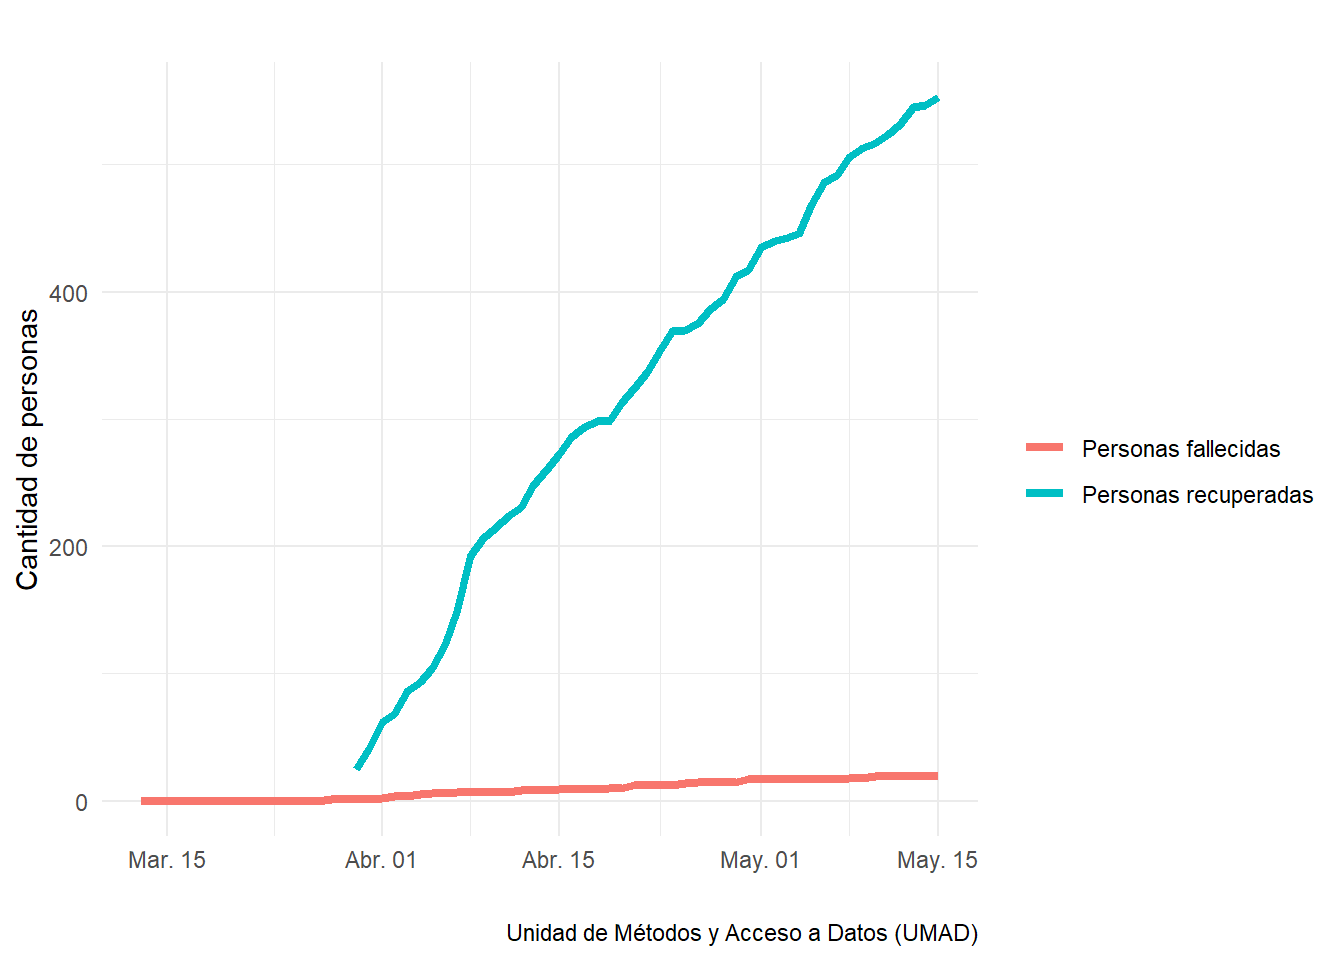 Cantidad de personas
400
200
0
Mar. 15
Abr. 01
Abr. 15
May. 01
May. 15
Personas fallecidas
Personas recuperadas
Unidad de Métodos y Acceso a Datos (UMAD)